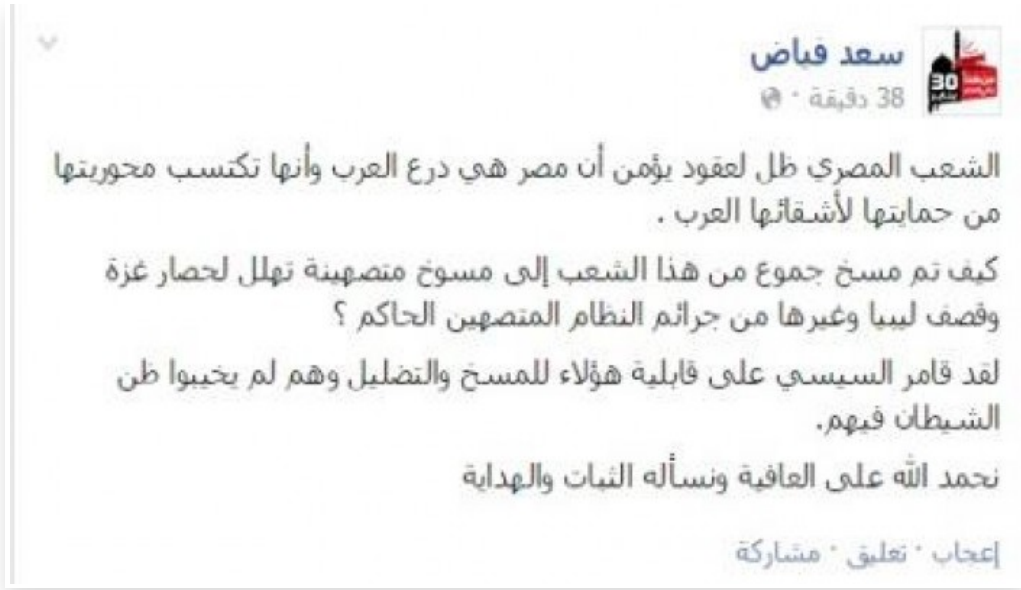 سعد فياض
38 دقيقة ·
30
الشعب المصري ظل لعقود يؤمن أن مصر هي درع العرب وأنها تكتسب محوريتها
من حمايتها لأشقائها العرب .
كيف تم مسخ جموع من هذا الشعب إلى مسوخ متصهينة تهلل لحصار غزة
وقصف ليبيا وغيرها من جرائم النظام المتصهين الحاكم ؟
لقد قامر السيسي على قابلية هؤلاء للمسخ والتضليل وهم لم يخيبوا ظن
الشيطان فيهم.
نحمد الله على العافية ونسأله الثبات والهداية
إعجاب · تعليق · مشاركة